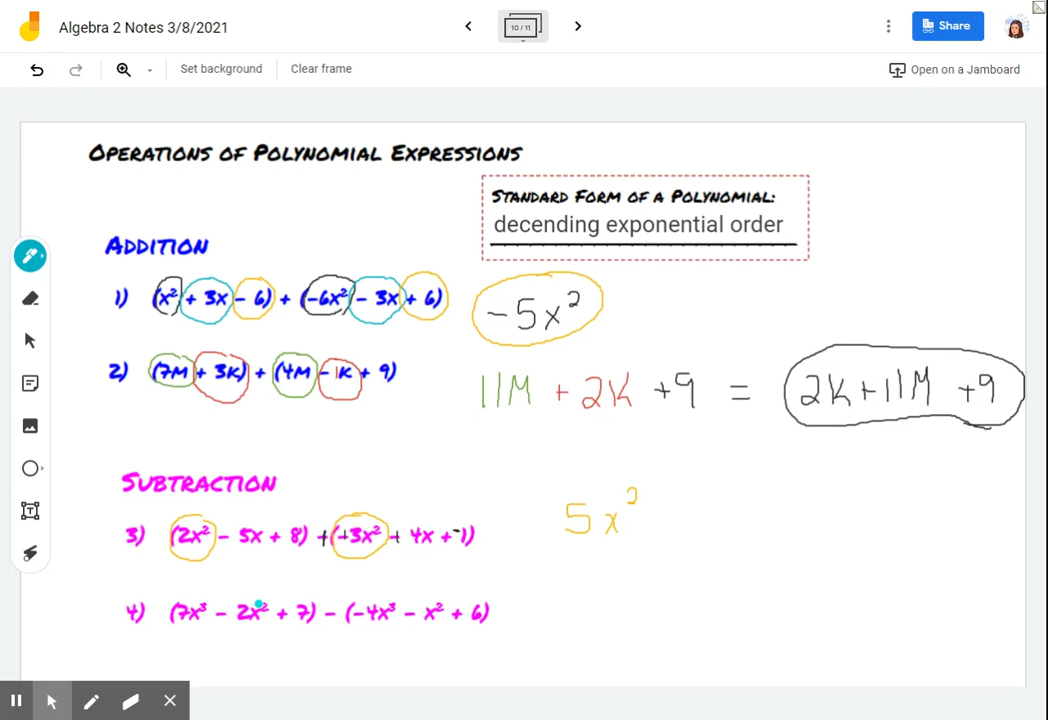 Algebra 2 Notes 3/8/2021
10 / 11
Share
Set background
Clear frame
Open on a Jamboard
Operations of Polynomial Expressions
Standard Form of a Polynomial:
decending exponential order
Addition
1) (x² + 3x - 6) + (-6x² - 3x + 6)
-5x²
2) (7M + 3K) + (4M - 1K + 9)
11M + 2K + 9 = 2K + 11M + 9
Subtraction
3) (2x² - 5x + 8) + (+3x² + 4x + -1)
5x²
4) (7x³ - 2x² + 7) - (-4x³ - x² + 6)